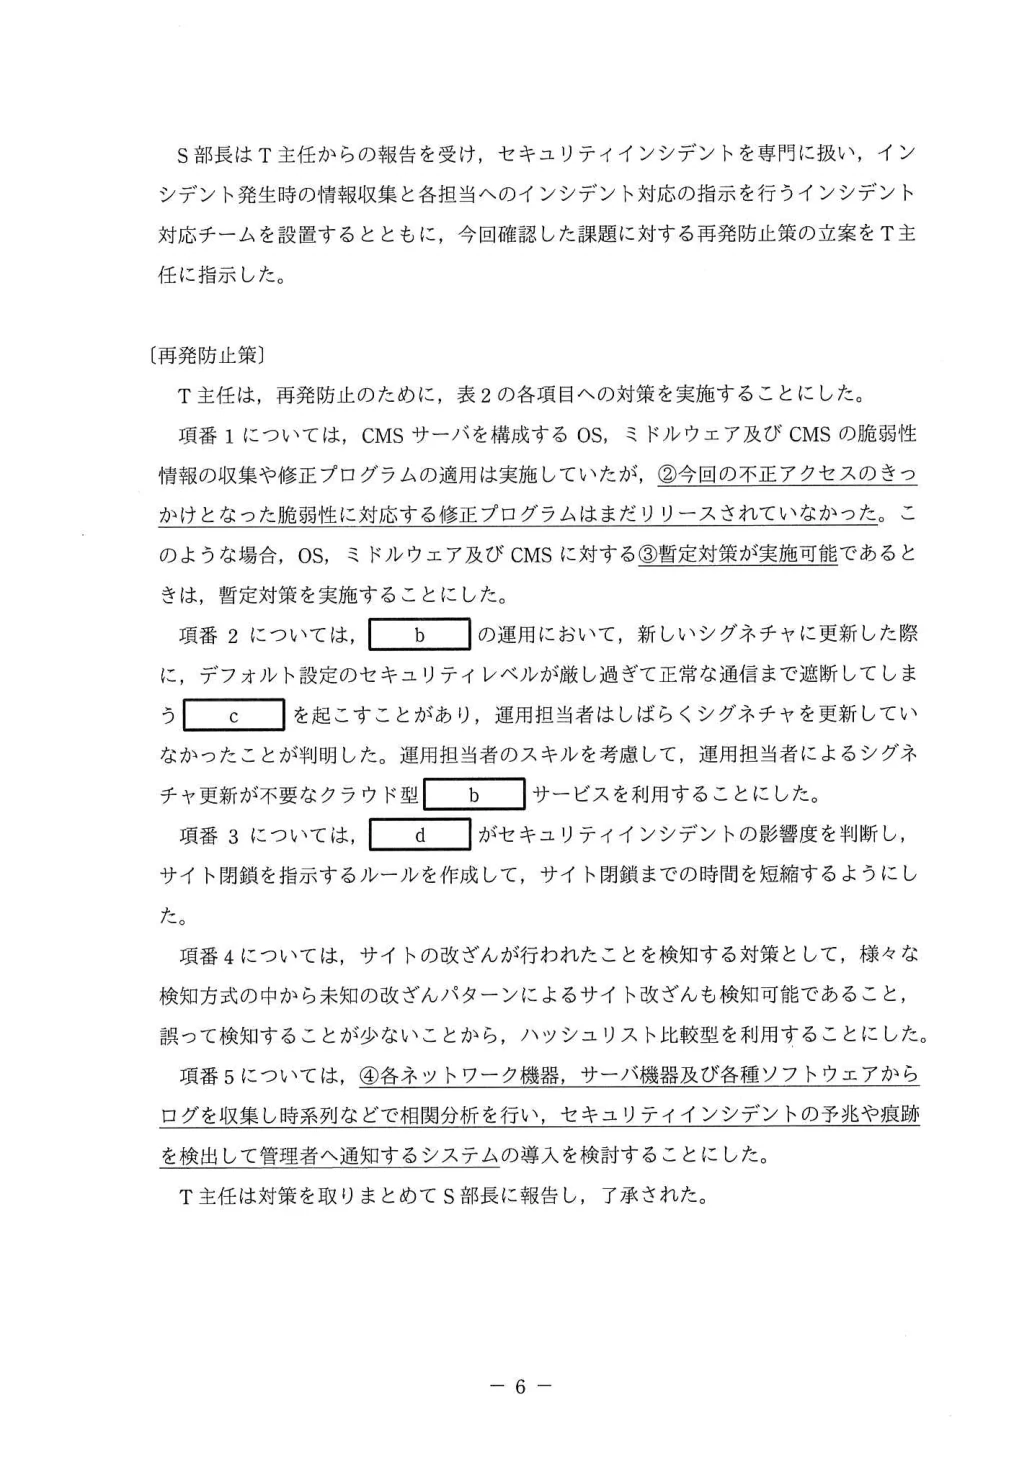 S部長はT主任からの報告を受け，セキュリティインシデントを専門に扱い，イン
シデント発生時の情報収集と各担当へのインシデント対応の指示を行うインシデント
対応チームを設置するとともに，今回確認した課題に対する再発防止策の立案をT主
任に指示した。
〔再発防止策〕
T主任は，再発防止のために，表2の各項目への対策を実施することにした。
項番1については，CMSサーバを構成するOS，ミドルウェア及びCMSの脆弱性
情報の収集や修正プログラムの適用は実施していたが，②今回の不正アクセスのきっ
かけとなった脆弱性に対応する修正プログラムはまだリリースされていなかった。こ
のような場合，OS，ミドルウェア及びCMSに対する③暫定対策が実施可能であると
きは，暫定対策を実施することにした。
項番2については， b の運用において，新しいシグネチャに更新した際
に，デフォルト設定のセキュリティレベルが厳し過ぎて正常な通信まで遮断してしま
う c を起こすことがあり，運用担当者はしばらくシグネチャを更新してい
なかったことが判明した。運用担当者のスキルを考慮して，運用担当者によるシグネ
チャ更新が不要なクラウド型 b サービスを利用することにした。
項番3については， d がセキュリティインシデントの影響度を判断し，
サイト閉鎖を指示するルールを作成して，サイト閉鎖までの時間を短縮するようにし
た。
項番4については，サイトの改ざんが行われたことを検知する対策として，様々な
検知方式の中から未知の改ざんパターンによるサイト改ざんも検知可能であること，
誤って検知することが少ないことから，ハッシュリスト比較型を利用することにした。
項番5については，④各ネットワーク機器，サーバ機器及び各種ソフトウェアから
ログを収集し時系列などで相関分析を行い，セキュリティインシデントの予兆や痕跡
を検出して管理者へ通知するシステムの導入を検討することにした。
T主任は対策を取りまとめてS部長に報告し，了承された。
－ 6 －